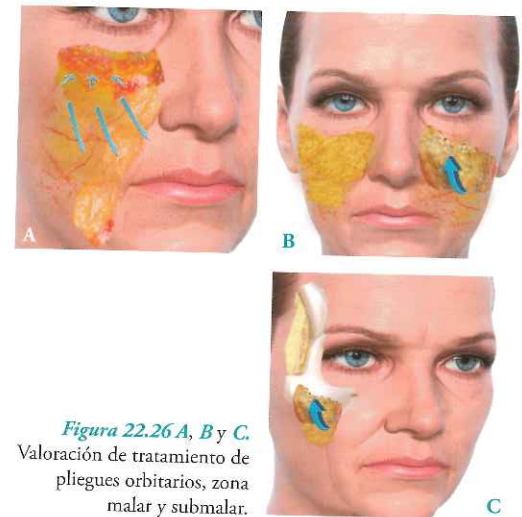 A
B
C
Figura 22.26 A, B y C.
Valoración de tratamiento de
pliegues orbitarios, zona
malar y submalar.